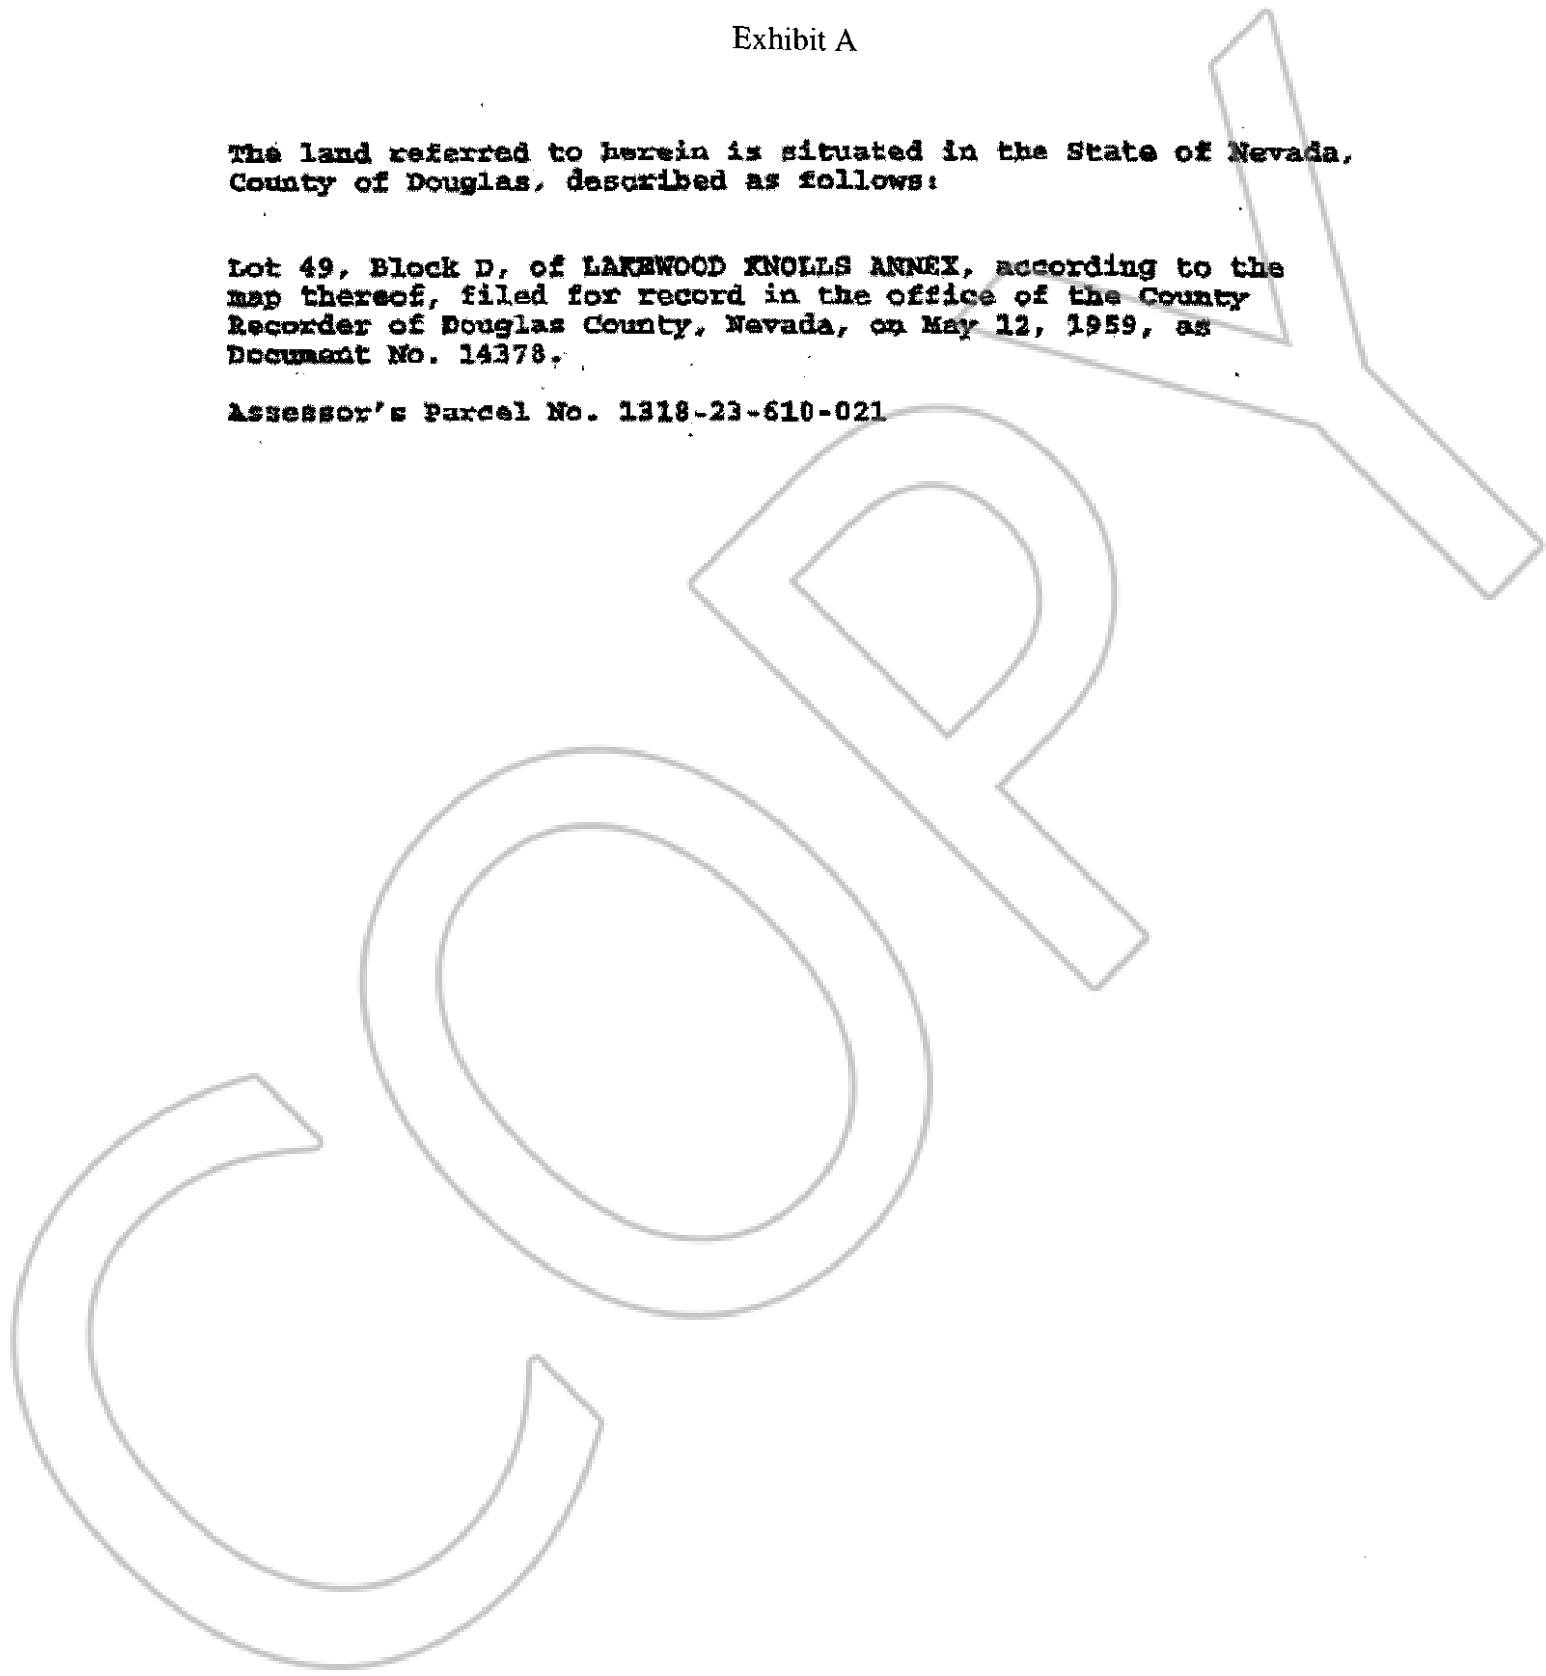 Exhibit A
The land referred to herein is situated in the State of Nevada,
County of Douglas, described as follows:
Lot 49, Block D, of LAKEWOOD KNOLLS ANNEX, according to the
map thereof, filed for record in the office of the County
Recorder of Douglas County, Nevada, on May 12, 1959, as
Document No. 14378.
Assessor's Parcel No. 1318-23-610-021
COPY